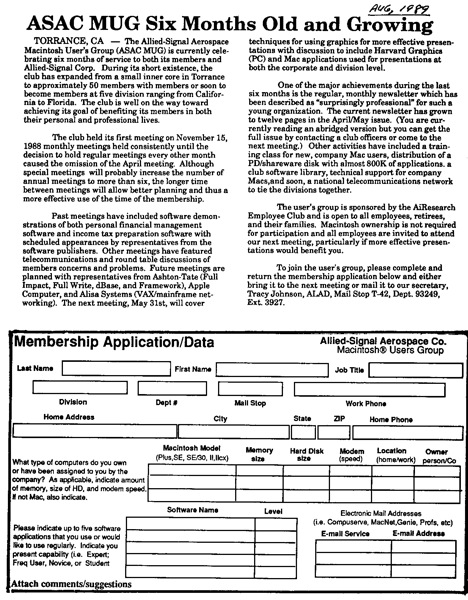 AUG, 1989
ASAC MUG Six Months Old and Growing
TORRANCE, CA — The Allied-Signal Aerospace
Macintosh User's Group (ASAC MUG) is currently cele-
brating six months of service to both its members and
Allied-Signal Corp. During its short existence, the
club has expanded from a small inner core in Torrance
to approximately 50 members with members or soon to
become members at five division ranging from Califor-
nia to Florida. The club is well on the way toward
achieving its goal of benefiting its members in both
their personal and professional lives.
The club held its first meeting on November 15,
1988 monthly meetings held consistently until the
decision to hold regular meetings every other month
caused the omission of the April meeting. Although
special meetings will probably increase the number of
annual meetings to more than six, the longer time
between meetings will allow better planning and thus a
more effective use of the time of the membership.
Past meetings have included software demon-
strations of both personal financial management
software and income tax preparation software with
scheduled appearances by representatives from the
software publishers. Other meetings have featured
telecommunications and round table discussions of
members concerns and problems. Future meetings are
planned with representatives from Ashton-Tate (Full
Impact, Full Write, dBase, and Framework), Apple
Computer, and Alisa Systems (VAX/mainframe net-
working). The next meeting, May 31st, will cover
techniques for using graphics for more effective presen-
tations with discussion to include Harvard Graphics
(PC) and Mac applications used for presentations at
both the corporate and division level.
One of the major achievements during the last
six months is the regular, monthly newsletter which has
been described as "surprisingly professional" for such a
young organization. The current newsletter has grown
to twelve pages in the April/May issue. (You are cur-
rently reading an abridged version but you can get the
full issue by contacting a club officers or come to the
next meeting.) Other activities have included a train-
ing class for new, company Mac users, distribution of a
PD/shareware disk with almost 800K of applications. a
club software library, technical support for company
Macs,and soon, a national telecommunications network
to tie the divisions together.
The user's group is sponsored by the AiResearch
Employee Club and is open to all employees, retirees,
and their families. Macintosh ownership is not required
for participation and all employees are invited to attend
our next meeting, particularly if more effective presen-
tations would benefit you.
To join the user's group, please complete and
return the membership application below and either
bring it to the next meeting or mail it to our secretary,
Tracy Johnson, ALAD, Mail Stop T-42, Dept. 93249,
Ext. 3927.
Membership Application/Data
Allied-Signal Aerospace Co.
Macintosh® Users Group
Last Name First Name Job Title
Division Dept # Mail Stop Work Phone
Home Address City State ZIP Home Phone
What type of computers do you own
or have been assigned to you by the
company? As applicable, indicate amount
of memory, size of HD, and modem speed.
If not Mac, also indicate.
Macintosh Model
(Plus,SE, SE/30, II,IIcx)
Memory
size
Hard Disk
size
Modem
(speed)
Location
(home/work)
Owner
person/Co
Please indicate up to five software
applications that you use or would
like to use regularly. Indicate you
present capability (i.e. Expert;
Freq User, Novice, or Student
Software Name Level
Electronic Mail Addresses
(i.e. Compuserve, MacNet,Genie, Profs, etc)
E-mail Service E-mail Address
Attach comments/suggestions